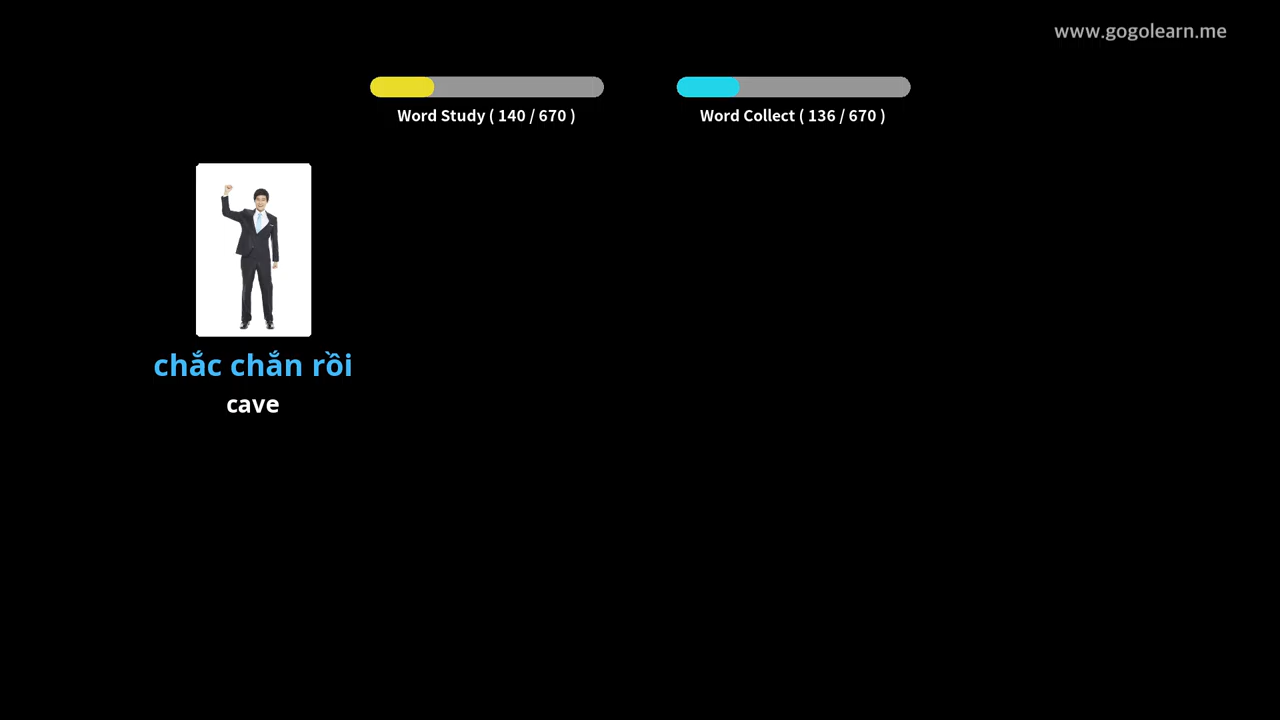 www.gogolearn.me
Word Study ( 140 / 670 )
Word Collect ( 136 / 670 )
chắc chắn rồi
cave